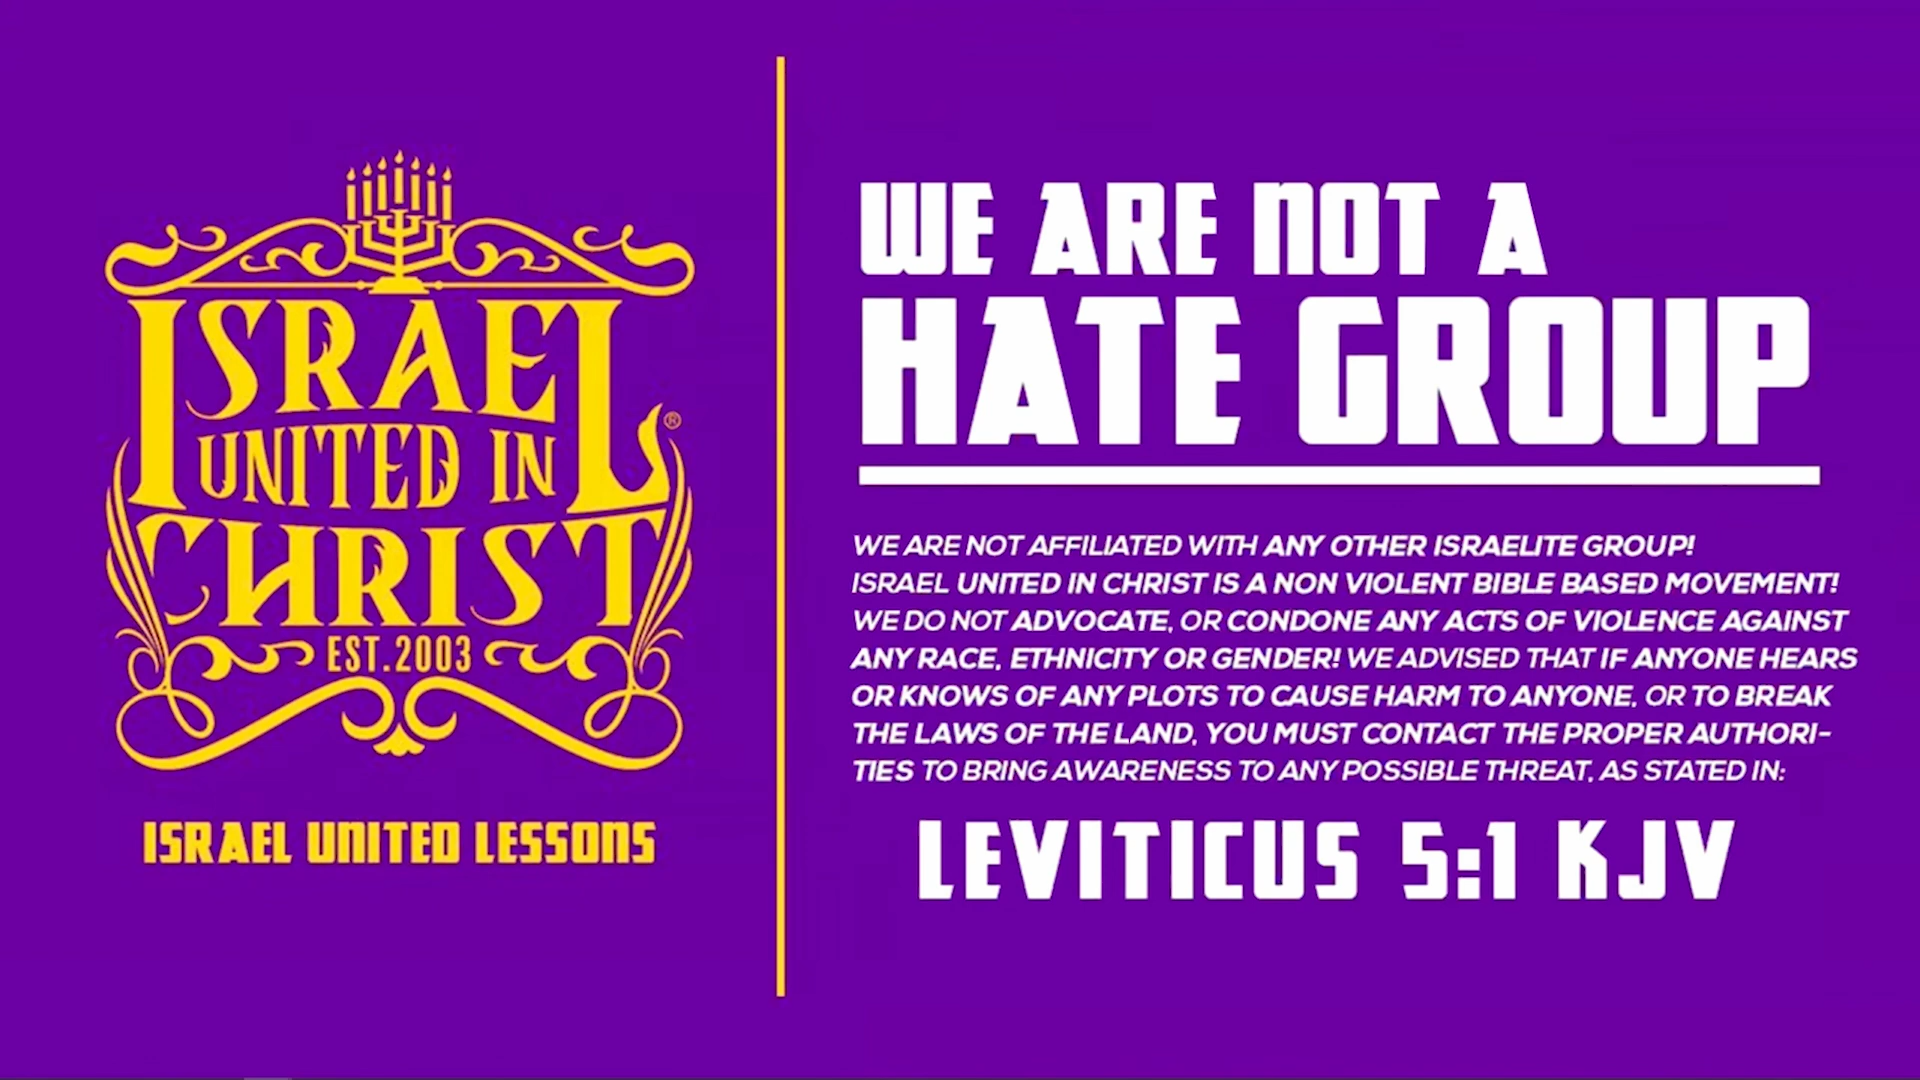 ISRAEL
UNITED IN
CHRIST
®
EST.2003
ISRAEL UNITED LESSONS
WE ARE NOT A
HATE GROUP
WE ARE NOT AFFILIATED WITH ANY OTHER ISRAELITE GROUP!
ISRAEL UNITED IN CHRIST IS A NON VIOLENT BIBLE BASED MOVEMENT!
WE DO NOT ADVOCATE, OR CONDONE ANY ACTS OF VIOLENCE AGAINST
ANY RACE, ETHNICITY OR GENDER! WE ADVISED THAT IF ANYONE HEARS
OR KNOWS OF ANY PLOTS TO CAUSE HARM TO ANYONE, OR TO BREAK
THE LAWS OF THE LAND, YOU MUST CONTACT THE PROPER AUTHORI-
TIES TO BRING AWARENESS TO ANY POSSIBLE THREAT, AS STATED IN:
LEVITICUS 5:1 KJV